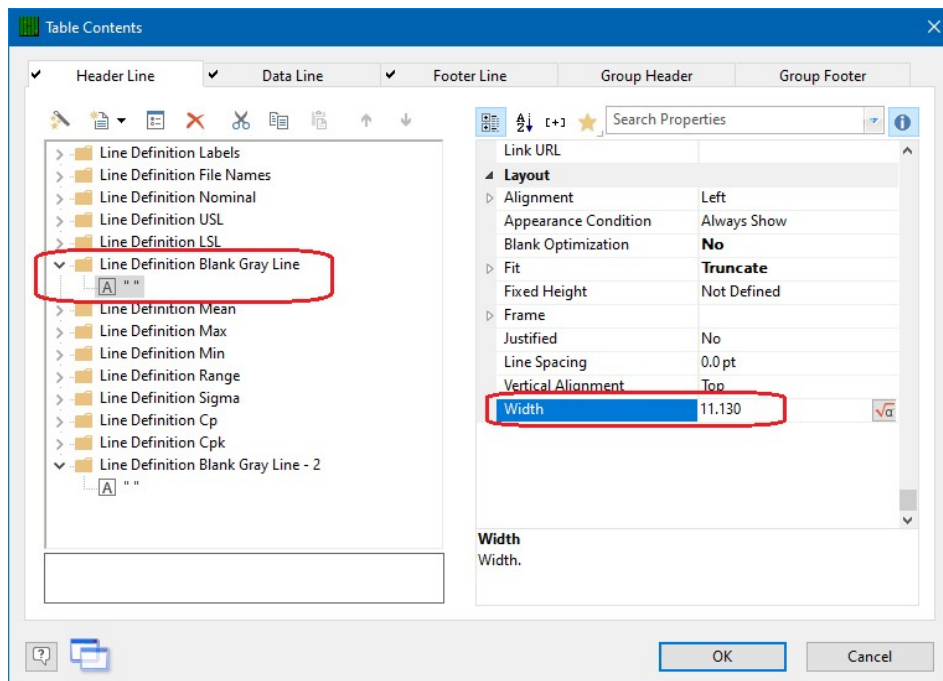 Table Contents
Header Line Data Line Footer Line Group Header Group Footer
A Z [+] Search Properties i
Line Definition Labels
Line Definition File Names
Line Definition Nominal
Line Definition USL
Line Definition LSL
Line Definition Blank Gray Line
A " "
Line Definition Mean
Line Definition Max
Line Definition Min
Line Definition Range
Line Definition Sigma
Line Definition Cp
Line Definition Cpk
Line Definition Blank Gray Line - 2
A " "
Link URL
Layout
Alignment Left
Appearance Condition Always Show
Blank Optimization No
Fit Truncate
Fixed Height Not Defined
Frame
Justified No
Line Spacing 0.0 pt
Vertical Alignment Top
Width 11.130 √α
Width
Width.
? OK Cancel